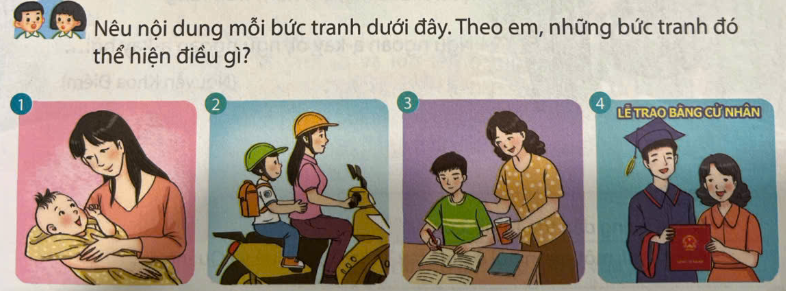 Nêu nội dung mỗi bức tranh dưới đây. Theo em, những bức tranh đó
thể hiện điều gì?
1
2
3
4
LỄ TRAO BẰNG CỬ NHÂN